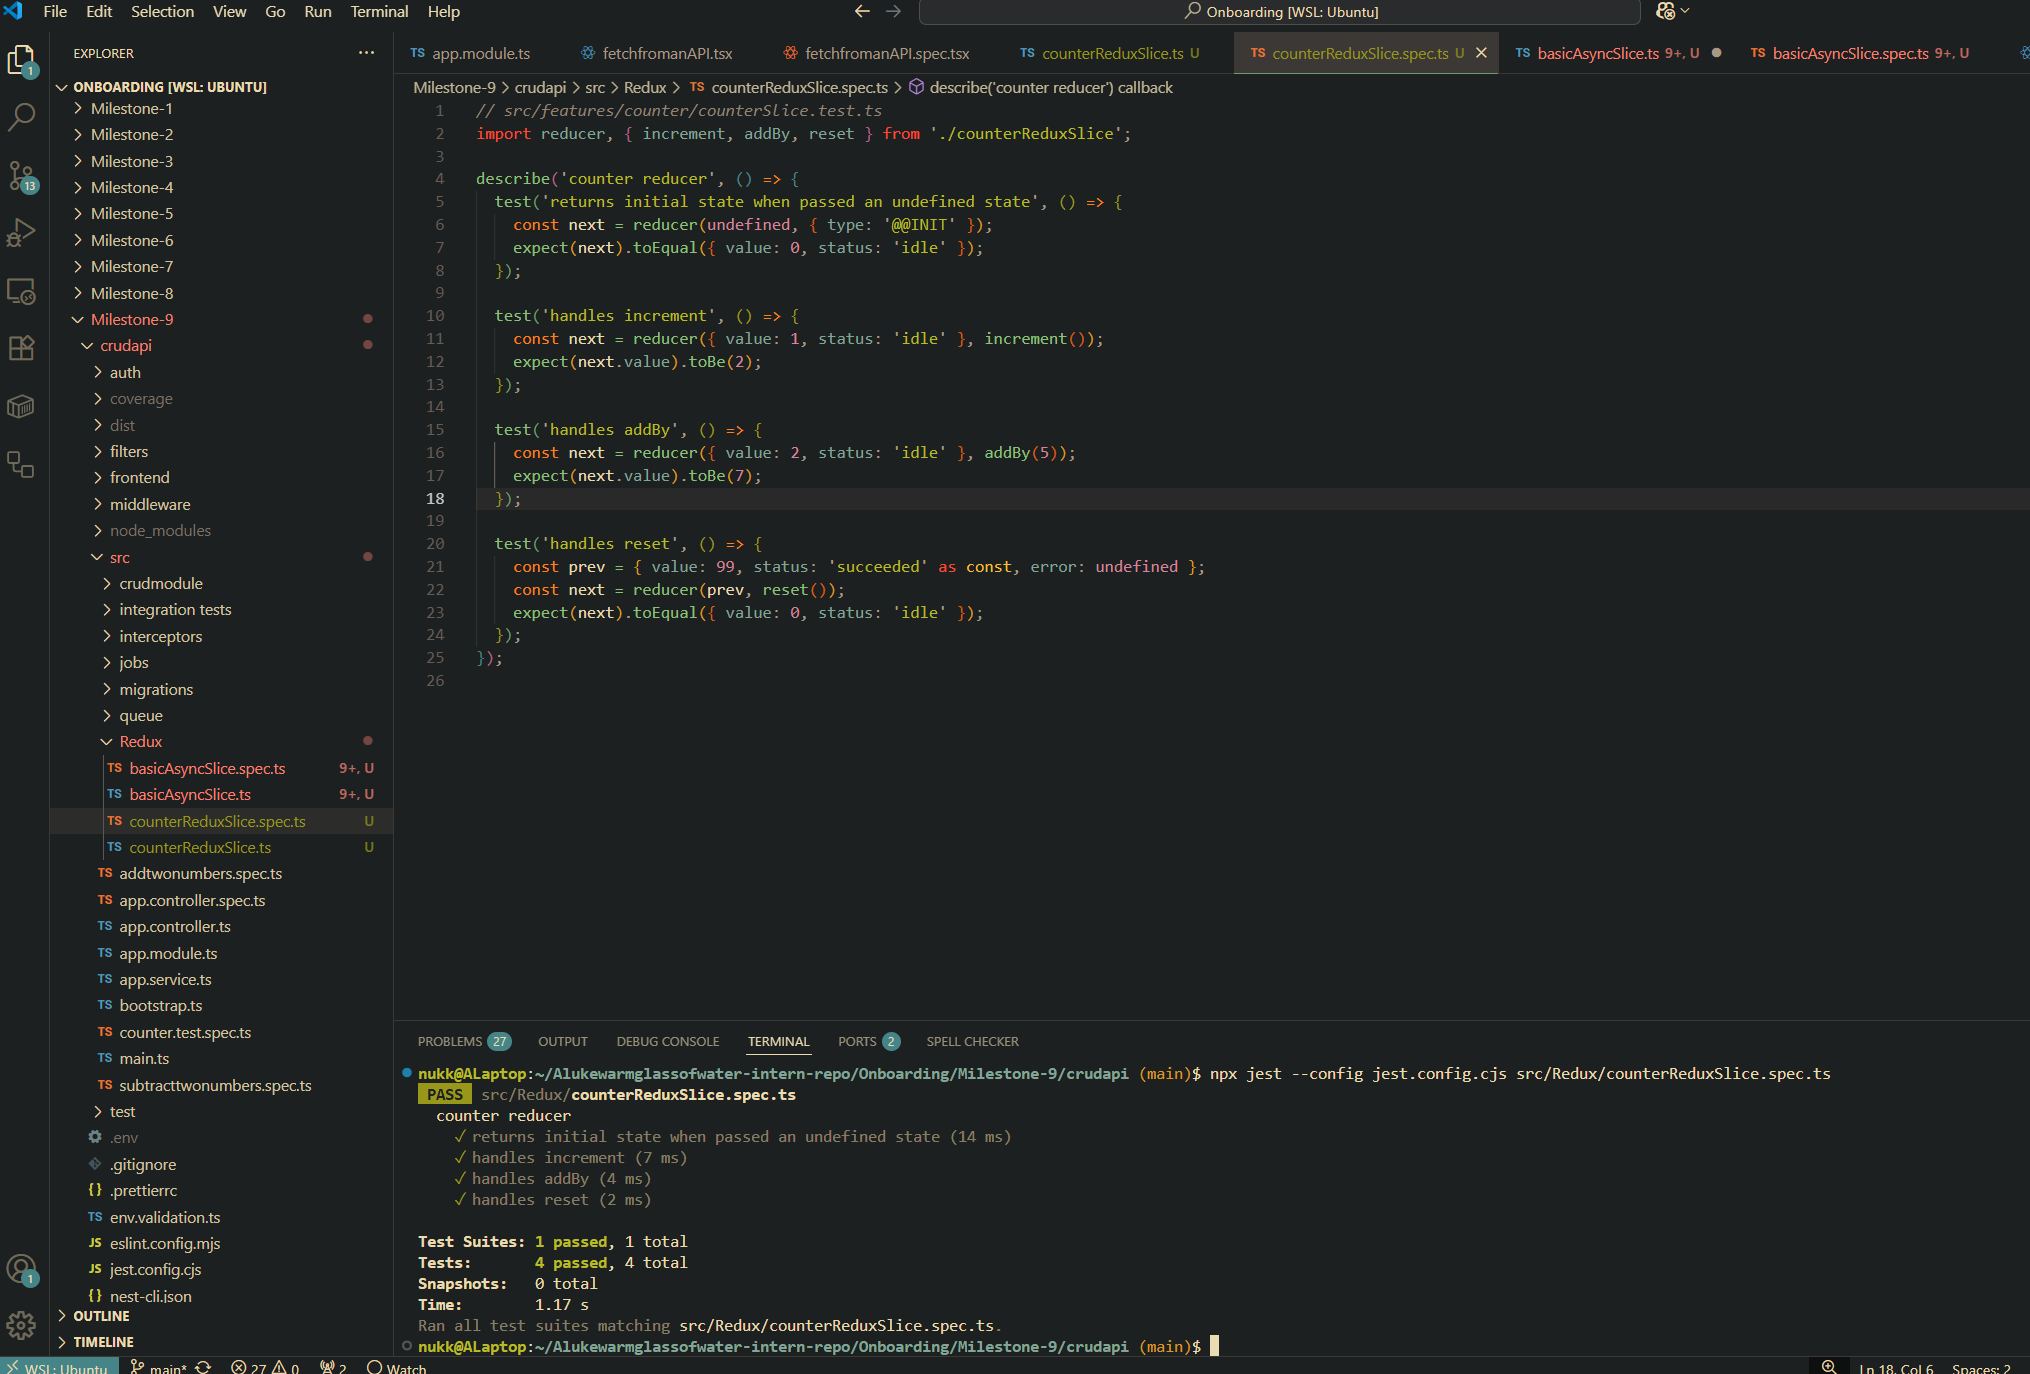 File Edit Selection View Go Run Terminal Help
Onboarding [WSL: Ubuntu]
EXPLORER
ONBOARDING [WSL: UBUNTU]
Milestone-1
Milestone-2
Milestone-3
Milestone-4
Milestone-5
Milestone-6
Milestone-7
Milestone-8
Milestone-9
crudapi
auth
coverage
dist
filters
frontend
middleware
node_modules
src
crudmodule
integration tests
interceptors
jobs
migrations
queue
Redux
TS basicAsyncSlice.spec.ts 9+, U
TS basicAsyncSlice.ts 9+, U
TS counterReduxSlice.spec.ts U
TS counterReduxSlice.ts U
TS addtwonumbers.spec.ts
TS app.controller.spec.ts
TS app.controller.ts
TS app.module.ts
TS app.service.ts
TS bootstrap.ts
TS counter.test.spec.ts
TS main.ts
TS subtracttwonumbers.spec.ts
test
.env
.gitignore
{} .prettierrc
TS env.validation.ts
JS eslint.config.mjs
JS jest.config.cjs
{} nest-cli.json
OUTLINE
TIMELINE
1
13
1
TS app.module.ts fetchfromanAPI.tsx fetchfromanAPI.spec.tsx TS counterReduxSlice.ts U TS counterReduxSlice.spec.ts U TS basicAsyncSlice.ts 9+, U TS basicAsyncSlice.spec.ts 9+, U
Milestone-9 > crudapi > src > Redux > TS counterReduxSlice.spec.ts > describe('counter reducer') callback
1 // src/features/counter/counterSlice.test.ts
2 import reducer, { increment, addBy, reset } from './counterReduxSlice';
3
4 describe('counter reducer', () => {
5 test('returns initial state when passed an undefined state', () => {
6 const next = reducer(undefined, { type: '@@INIT' });
7 expect(next).toEqual({ value: 0, status: 'idle' });
8 });
9
10 test('handles increment', () => {
11 const next = reducer({ value: 1, status: 'idle' }, increment());
12 expect(next.value).toBe(2);
13 });
14
15 test('handles addBy', () => {
16 const next = reducer({ value: 2, status: 'idle' }, addBy(5));
17 expect(next.value).toBe(7);
18 });
19
20 test('handles reset', () => {
21 const prev = { value: 99, status: 'succeeded' as const, error: undefined };
22 const next = reducer(prev, reset());
23 expect(next).toEqual({ value: 0, status: 'idle' });
24 });
25 });
26
PROBLEMS 27 OUTPUT DEBUG CONSOLE TERMINAL PORTS 2 SPELL CHECKER
nukk@ALaptop:~/Alukewarmglassofwater-intern-repo/Onboarding/Milestone-9/crudapi (main)$ npx jest --config jest.config.cjs src/Redux/counterReduxSlice.spec.ts
PASS src/Redux/counterReduxSlice.spec.ts
counter reducer
✓ returns initial state when passed an undefined state (14 ms)
✓ handles increment (7 ms)
✓ handles addBy (4 ms)
✓ handles reset (2 ms)
Test Suites: 1 passed, 1 total
Tests: 4 passed, 4 total
Snapshots: 0 total
Time: 1.17 s
Ran all test suites matching src/Redux/counterReduxSlice.spec.ts.
nukk@ALaptop:~/Alukewarmglassofwater-intern-repo/Onboarding/Milestone-9/crudapi (main)$
WSL: Ubuntu main* 27 0 2 Watch Ln 18, Col 6 Spaces: 2